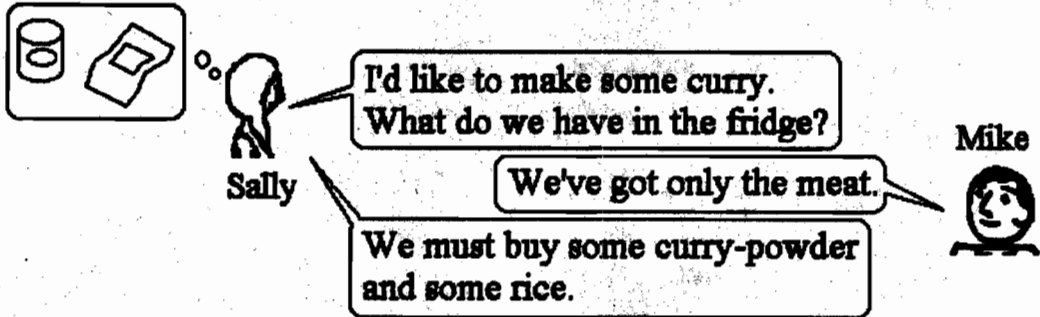 I'd like to make some curry.
What do we have in the fridge?
Mike
We've got only the meat.
Sally
We must buy some curry-powder
and some rice.